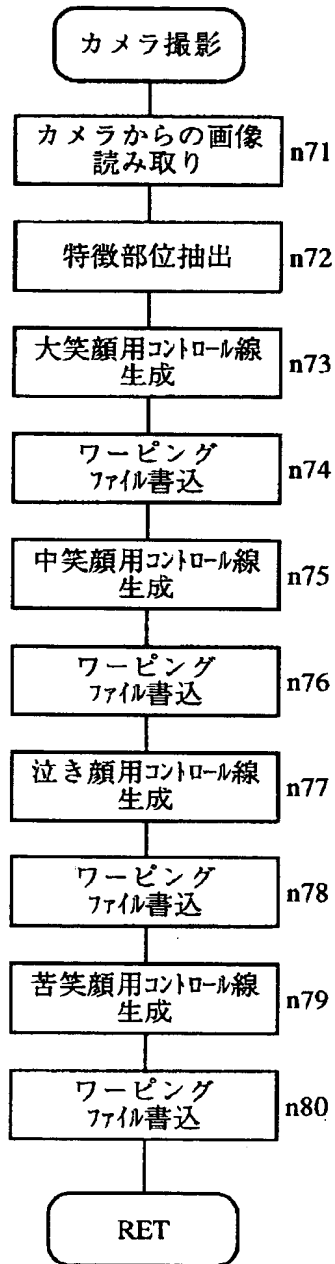 カメラ撮影
カメラからの画像
読み取り
n71
特徴部位抽出
n72
大笑顔用コントロール線
生成
n73
ワーピング
ファイル書込
n74
中笑顔用コントロール線
生成
n75
ワーピング
ファイル書込
n76
泣き顔用コントロール線
生成
n77
ワーピング
ファイル書込
n78
苦笑顔用コントロール線
生成
n79
ワーピング
ファイル書込
n80
RET